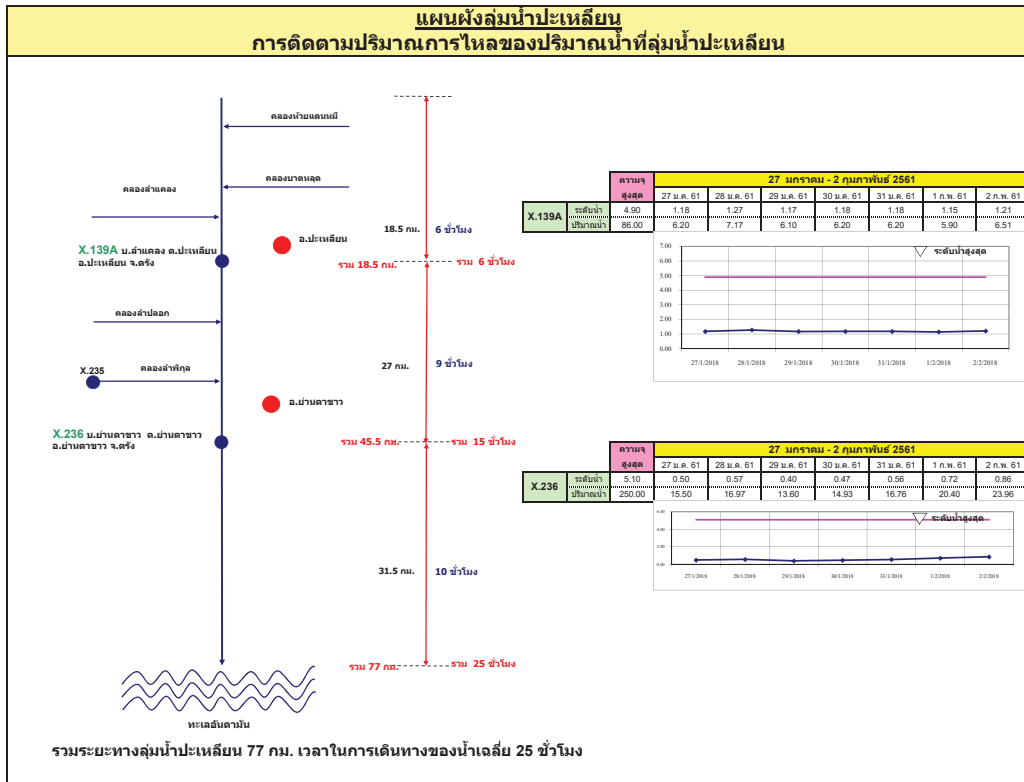 แผนผังลุ่มน้ำปะเหลียน
การติดตามปริมาณการไหลของปริมาณน้ำที่ลุ่มน้ำปะเหลียน
คลองห้วยแดนหมี
คลองบาดหลุด
คลองลำแคลง
18.5 กม. 6 ชั่วโมง
อ.ปะเหลียน
X.139A บ.ลำแคลง ต.ปะเหลียน
อ.ปะเหลียน จ.ตรัง
รวม 18.5 กม. รวม 6 ชั่วโมง
คลองลำปลอก
X.235 คลองลำพิกุล
27 กม. 9 ชั่วโมง
อ.ย่านตาขาว
X.236 บ.ย่านตาขาว ต.ย่านตาขาว
อ.ย่านตาขาว จ.ตรัง
รวม 45.5 กม. รวม 15 ชั่วโมง
31.5 กม. 10 ชั่วโมง
รวม 77 กม. รวม 25 ชั่วโมง
ทะเลอันดามัน
ความจุ 27 มกราคม - 2 กุมภาพันธ์ 2561
สูงสุด 27 ม.ค. 61 28 ม.ค. 61 29 ม.ค. 61 30 ม.ค. 61 31 ม.ค. 61 1 ก.พ. 61 2 ก.พ. 61
X.139A
ระดับน้ำ 4.90 1.18 1.27 1.17 1.18 1.18 1.15 1.21
ปริมาณน้ำ 86.00 6.20 7.17 6.10 6.20 6.20 5.90 6.51
ระดับน้ำสูงสุด
7.00
6.00
5.00
4.00
3.00
2.00
1.00
0.00
27/1/2018 28/1/2018 29/1/2018 30/1/2018 31/1/2018 1/2/2018 2/2/2018
ความจุ 27 มกราคม - 2 กุมภาพันธ์ 2561
สูงสุด 27 ม.ค. 61 28 ม.ค. 61 29 ม.ค. 61 30 ม.ค. 61 31 ม.ค. 61 1 ก.พ. 61 2 ก.พ. 61
X.236
ระดับน้ำ 5.10 0.50 0.57 0.40 0.47 0.56 0.72 0.86
ปริมาณน้ำ 250.00 15.50 16.97 13.60 14.93 16.76 20.40 23.96
ระดับน้ำสูงสุด
6.00
4.00
2.00
0.00
27/1/2018 28/1/2018 29/1/2018 30/1/2018 31/1/2018 1/2/2018 2/2/2018
รวมระยะทางลุ่มน้ำปะเหลียน 77 กม. เวลาในการเดินทางของน้ำเฉลี่ย 25 ชั่วโมง